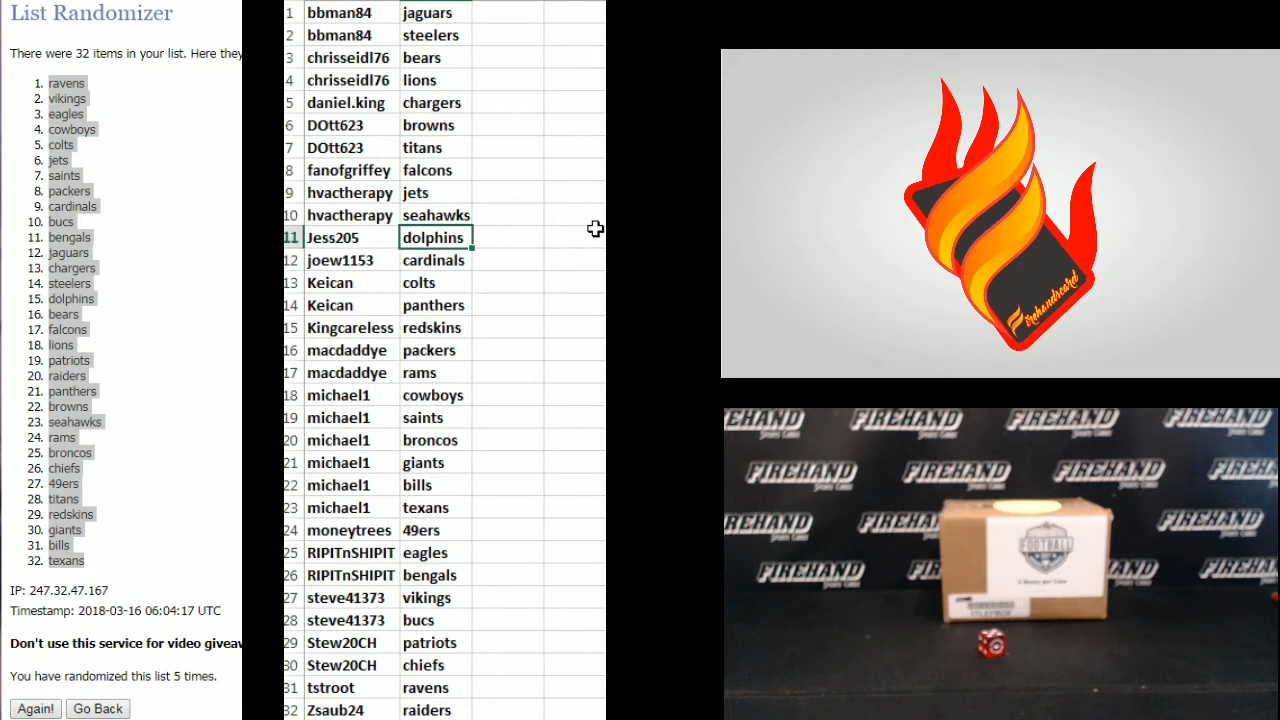 List Randomizer
There were 32 items in your list. Here they
1. ravens
2. vikings
3. eagles
4. cowboys
5. colts
6. jets
7. saints
8. packers
9. cardinals
10. bucs
11. bengals
12. jaguars
13. chargers
14. steelers
15. dolphins
16. bears
17. falcons
18. lions
19. patriots
20. raiders
21. panthers
22. browns
23. seahawks
24. rams
25. broncos
26. chiefs
27. 49ers
28. titans
29. redskins
30. giants
31. bills
32. texans
IP: 247.32.47.167
Timestamp: 2018-03-16 06:04:17 UTC
Don't use this service for video giveav
You have randomized this list 5 times.
Again! Go Back
1 bbman84 jaguars
2 bbman84 steelers
3 chrisseidl76 bears
4 chrisseidl76 lions
5 daniel.king chargers
6 DOtt623 browns
7 DOtt623 titans
8 fanofgriffey falcons
9 hvactherapy jets
10 hvactherapy seahawks
11 Jess205 dolphins
12 joew1153 cardinals
13 Keican colts
14 Keican panthers
15 Kingcareless redskins
16 macdaddye packers
17 macdaddye rams
18 michael1 cowboys
19 michael1 saints
20 michael1 broncos
21 michael1 giants
22 michael1 bills
23 michael1 texans
24 moneytrees 49ers
25 RIPITnSHIPIT eagles
26 RIPITnSHIPIT bengals
27 steve41373 vikings
28 steve41373 bucs
29 Stew20CH patriots
30 Stew20CH chiefs
31 tstroot ravens
32 Zsaub24 raiders
Firehandscard
FIREHAND FIREHAND FIREHAND FIREHAND
FIREHAND FIREHAND FIREHAND
FIREHAND FIREHAND
FIREHAND
FOOTBALL